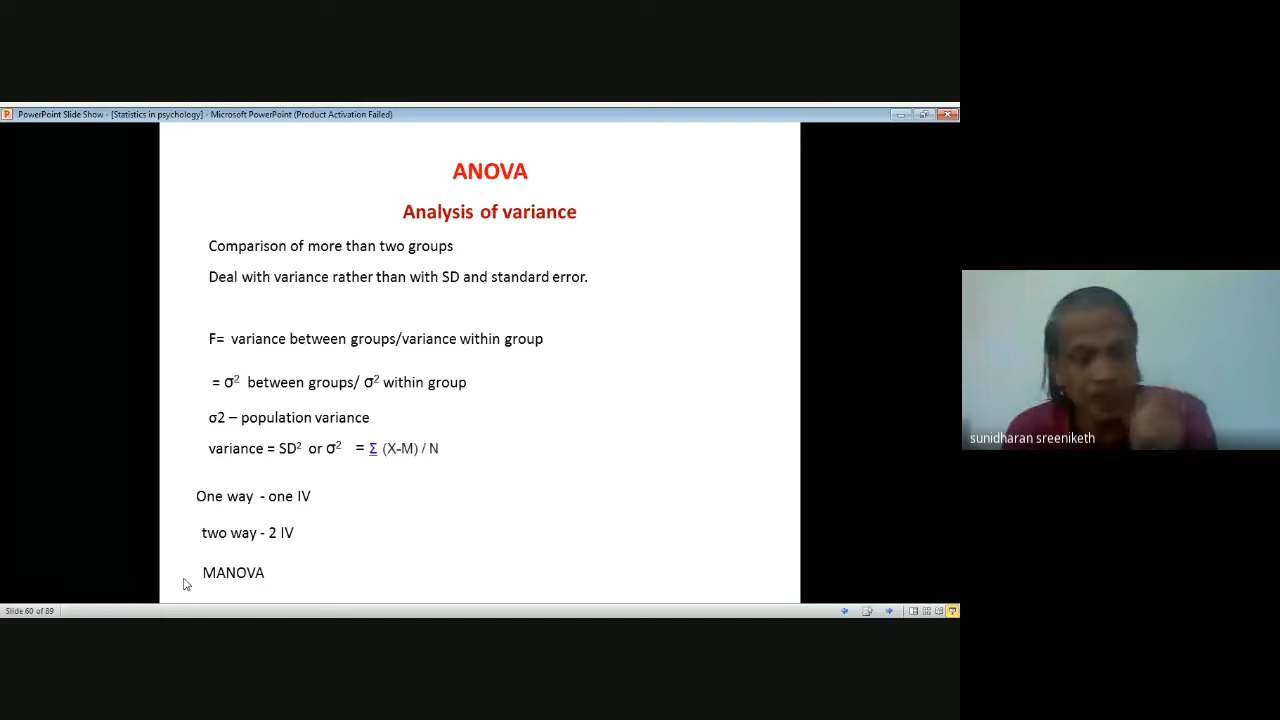 PowerPoint Slide Show - [Statistics in psychology] - Microsoft PowerPoint (Product Activation Failed)
ANOVA
Analysis of variance
Comparison of more than two groups
Deal with variance rather than with SD and standard error.
F= variance between groups/variance within group
= σ² between groups/ σ² within group
σ2 – population variance
variance = SD² or σ² = Σ (X-M) / N
One way - one IV
two way - 2 IV
MANOVA
Slide 60 of 89
sunidharan sreeniketh